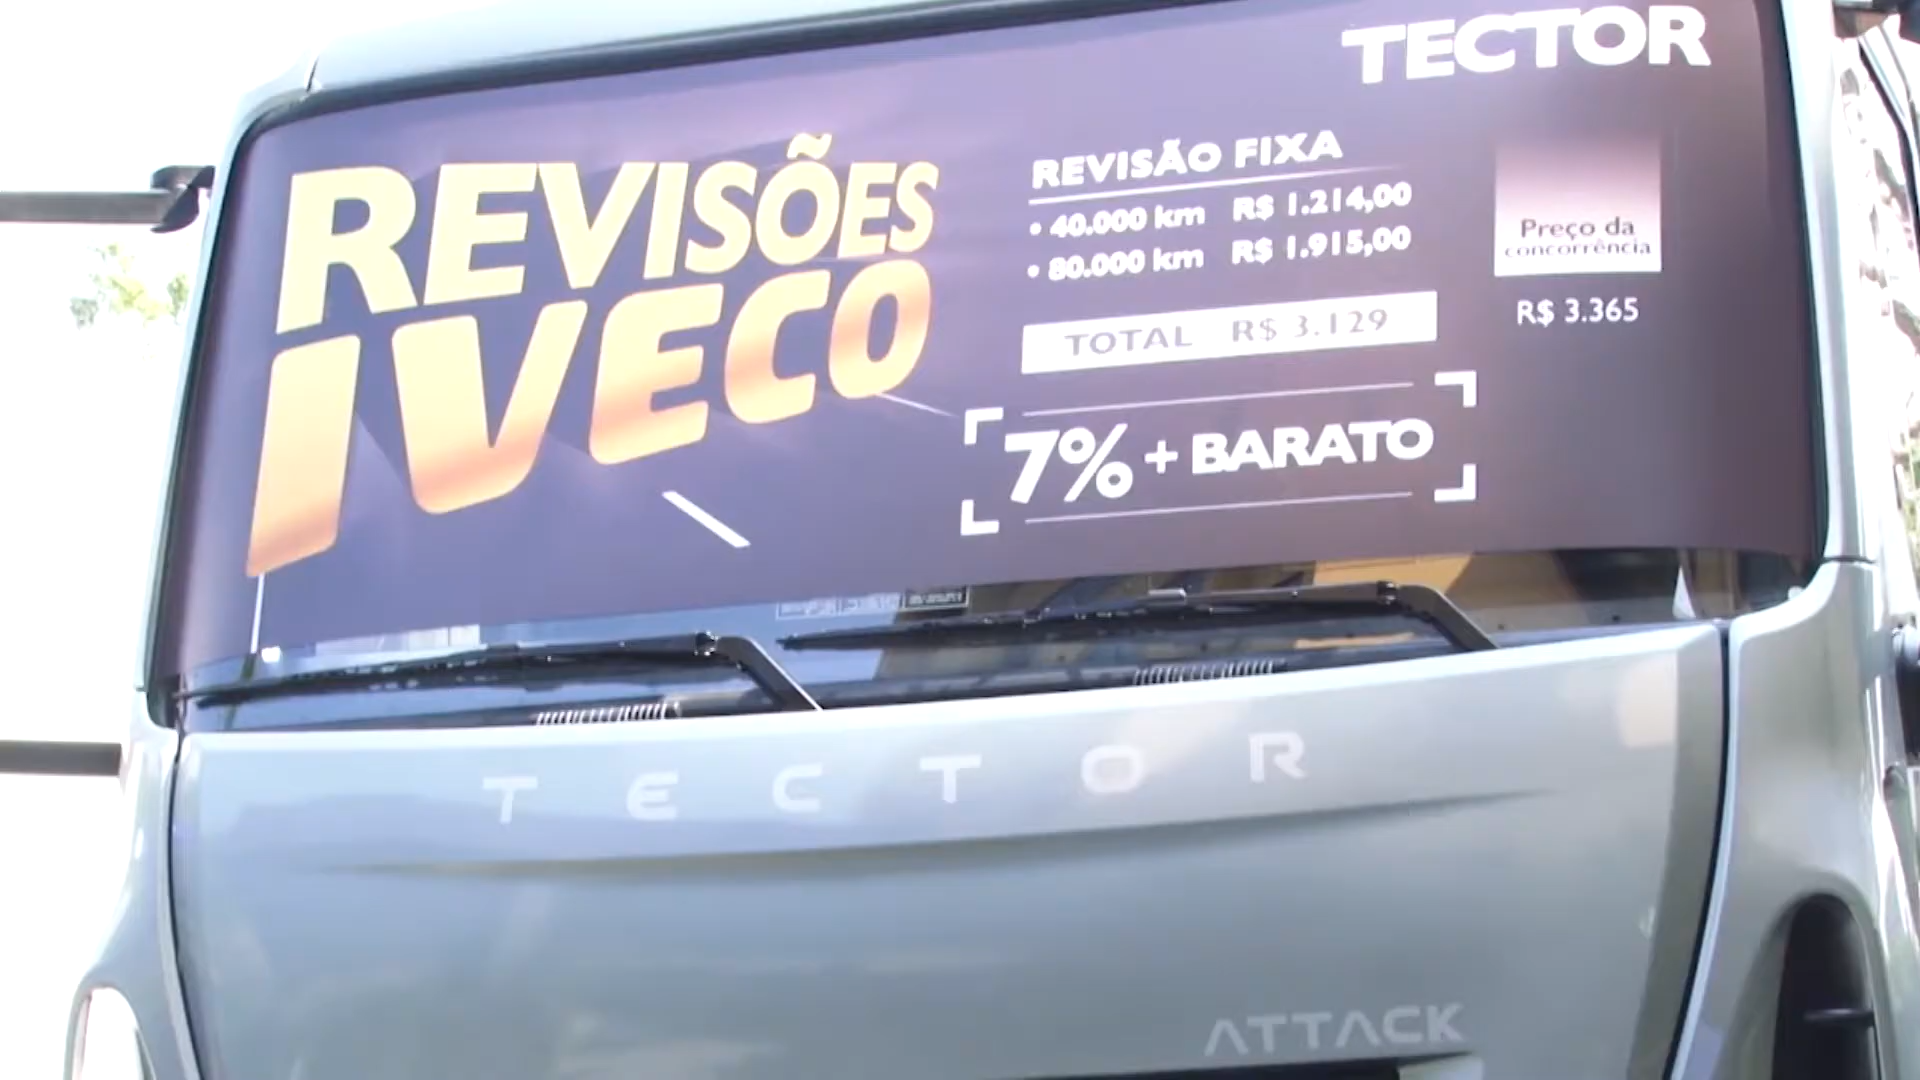 TECTOR
REVISÕES
IVECO
REVISÃO FIXA
• 40.000 km R$ 1.214,00
• 80.000 km R$ 1.915,00
TOTAL R$ 3.129
7% + BARATO
Preço da
concorrência
R$ 3.365
TECTOR
ATTACK